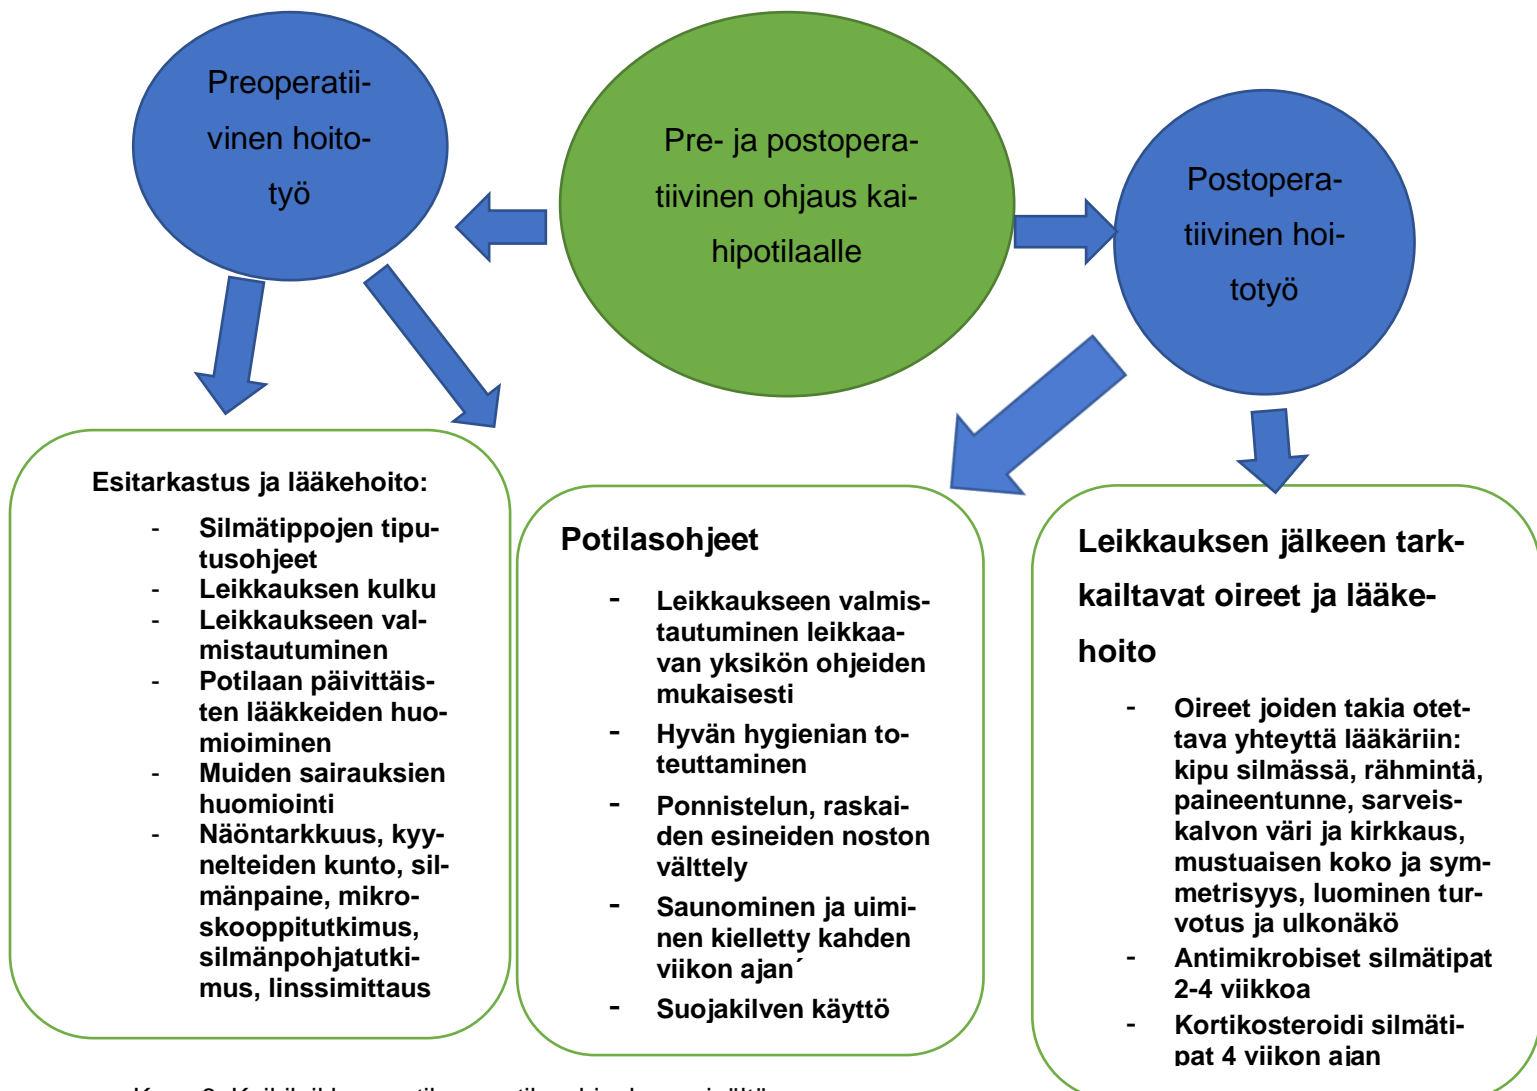 Preoperatii-
vinen hoito-
työ
Pre- ja postopera-
tiivinen ohjaus kai-
hipotilaalle
Postopera-
tiivinen hoi-
totyö
Esitarkastus ja lääkehoito:
- Silmätippojen tipu-
tusohjeet
- Leikkauksen kulku
- Leikkaukseen val-
mistautuminen
- Potilaan päivittäis-
ten lääkkeiden huo-
mioiminen
- Muiden sairauksien
huomiointi
- Näöntarkkuus, kyy-
nelteiden kunto, sil-
mänpaine, mikro-
skooppitutkimus,
silmänpohjatutki-
mus, linssimittaus
Potilasohjeet
- Leikkaukseen valmis-
tautuminen leikkaa-
van yksikön ohjeiden
mukaisesti
- Hyvän hygienian to-
teuttaminen
- Ponnistelun, raskai-
den esineiden noston
välttely
- Saunominen ja uimi-
nen kielletty kahden
viikon ajan´
- Suojakilven käyttö
Leikkauksen jälkeen tark-
kailtavat oireet ja lääke-
hoito
- Oireet joiden takia otet-
tava yhteyttä lääkäriin:
kipu silmässä, rähmintä,
paineentunne, sarveis-
kalvon väri ja kirkkaus,
mustuaisen koko ja sym-
metrisyys, luominen tur-
votus ja ulkonäkö
- Antimikrobiset silmätipat
2-4 viikkoa
- Kortikosteroidi silmäti-
pat 4 viikon ajan